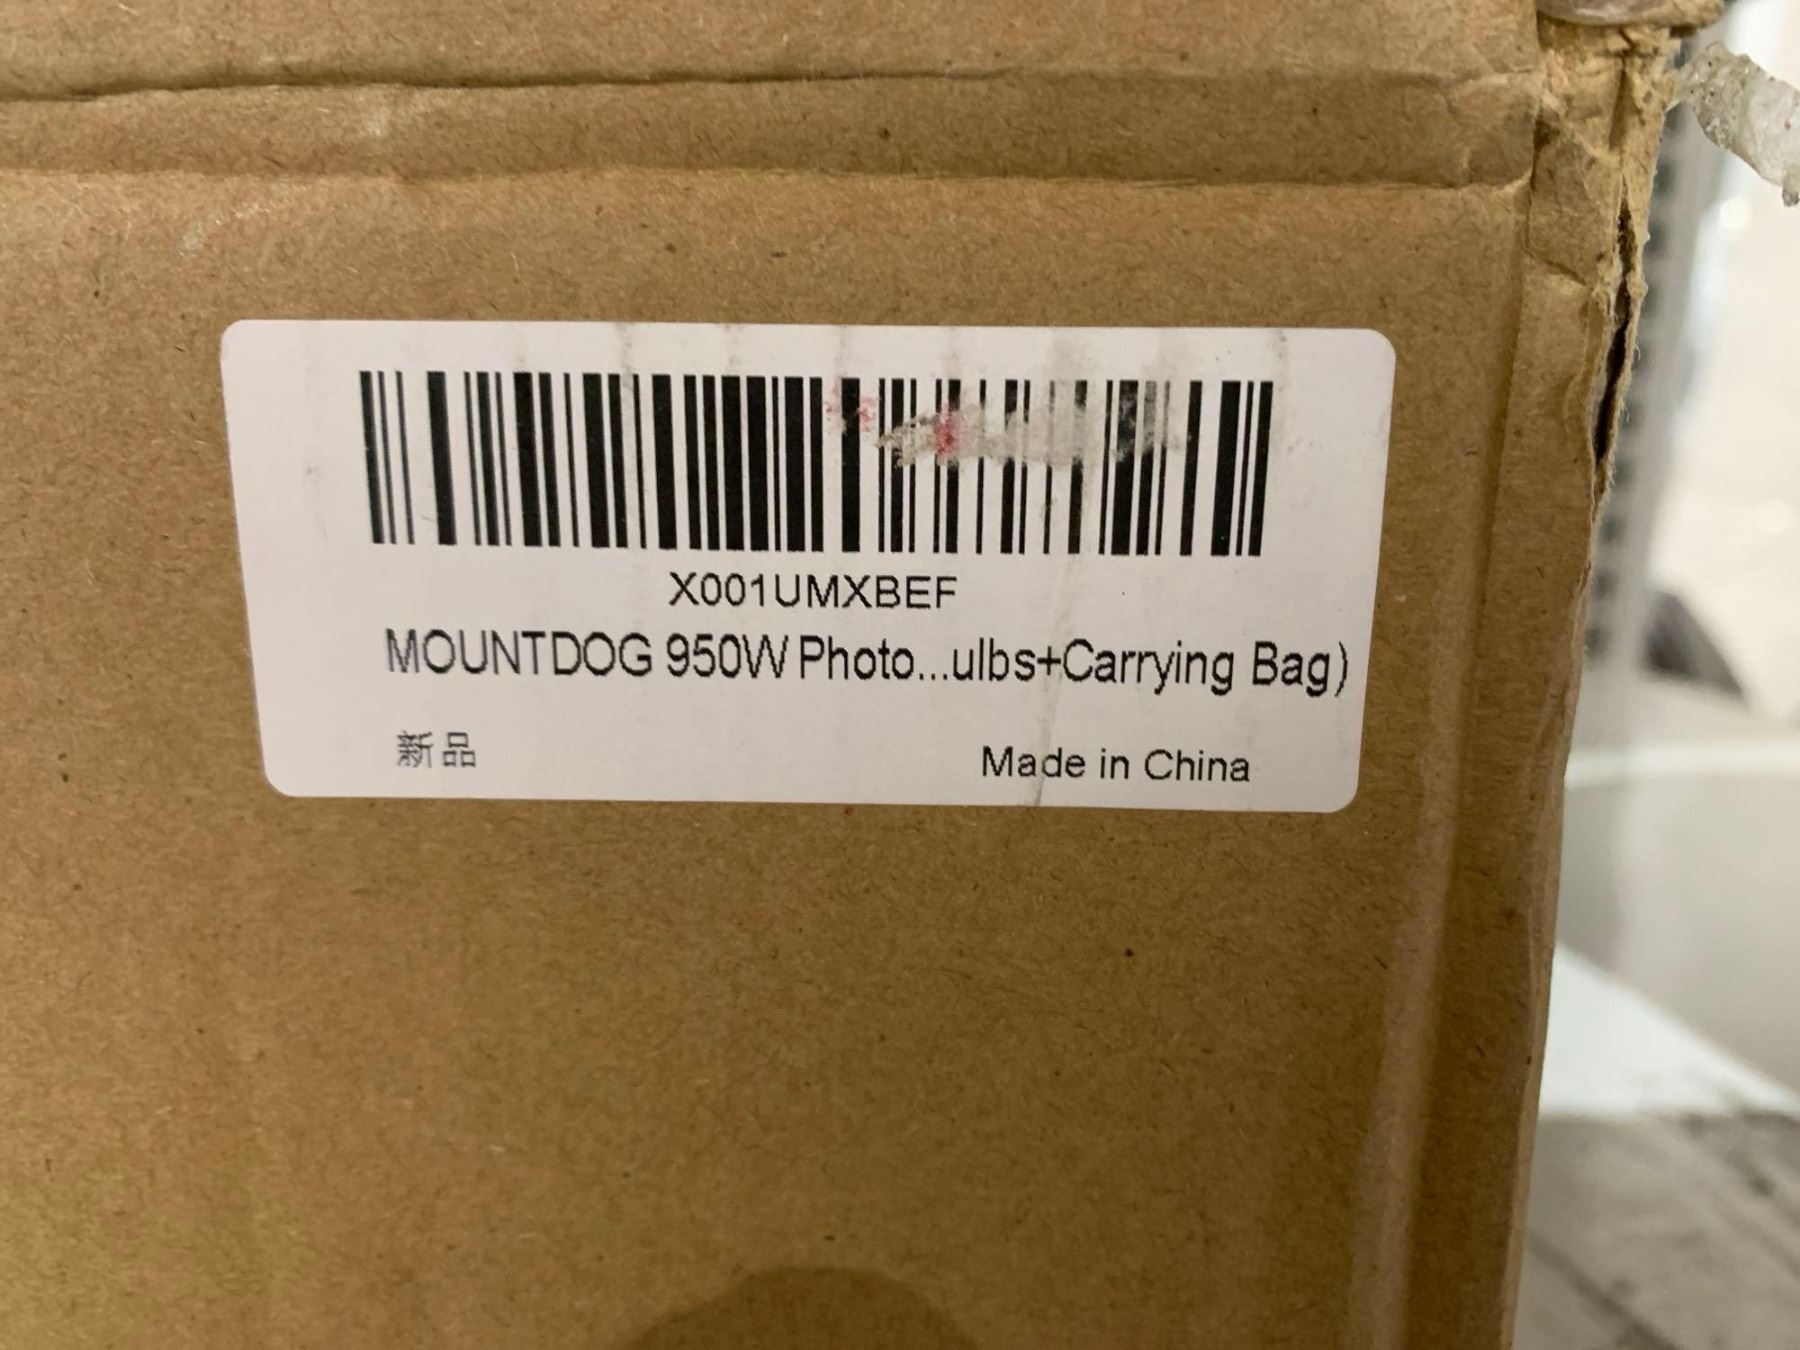 X001UMXBEF
MOUNTDOG 950W Photo...ulbs+Carrying Bag)
新品
Made in China